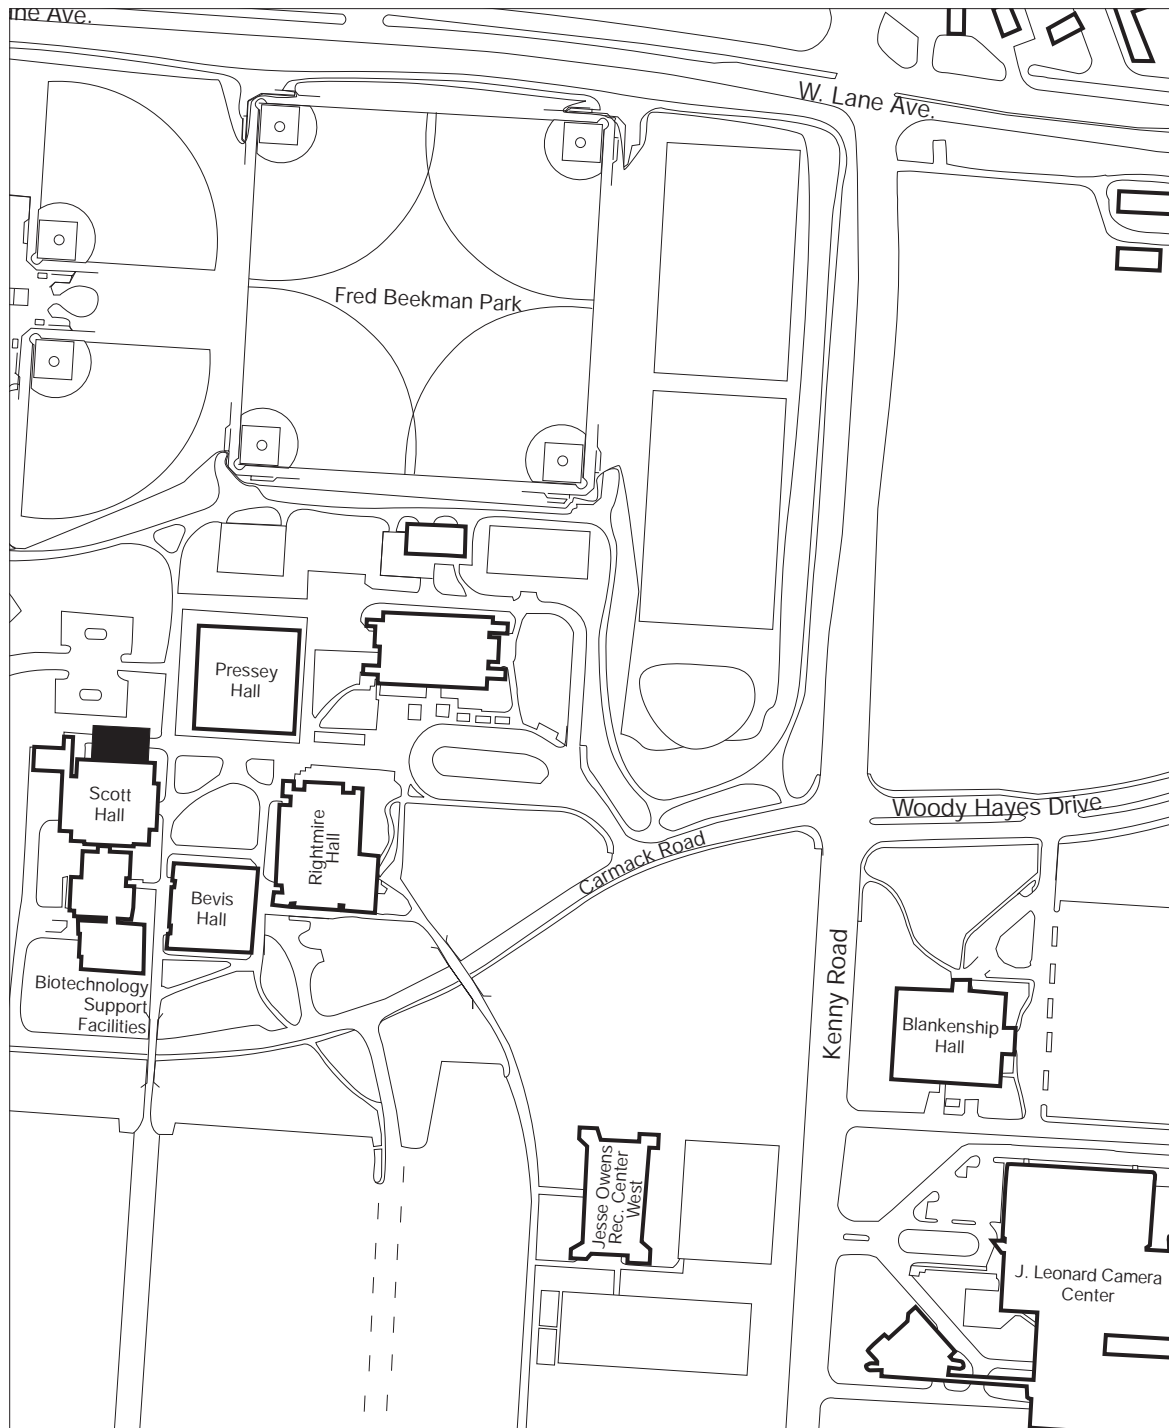 ne Ave.
W. Lane Ave.
Fred Beekman Park
Pressey
Hall
Scott
Hall
Rightmire
Hall
Woody Hayes Drive
Carmack Road
Bevis
Hall
Kenny Road
Biotechnology
Support
Facilities
Blankenship
Hall
Jesse Owens
Rec. Center
West
J. Leonard Camera
Center